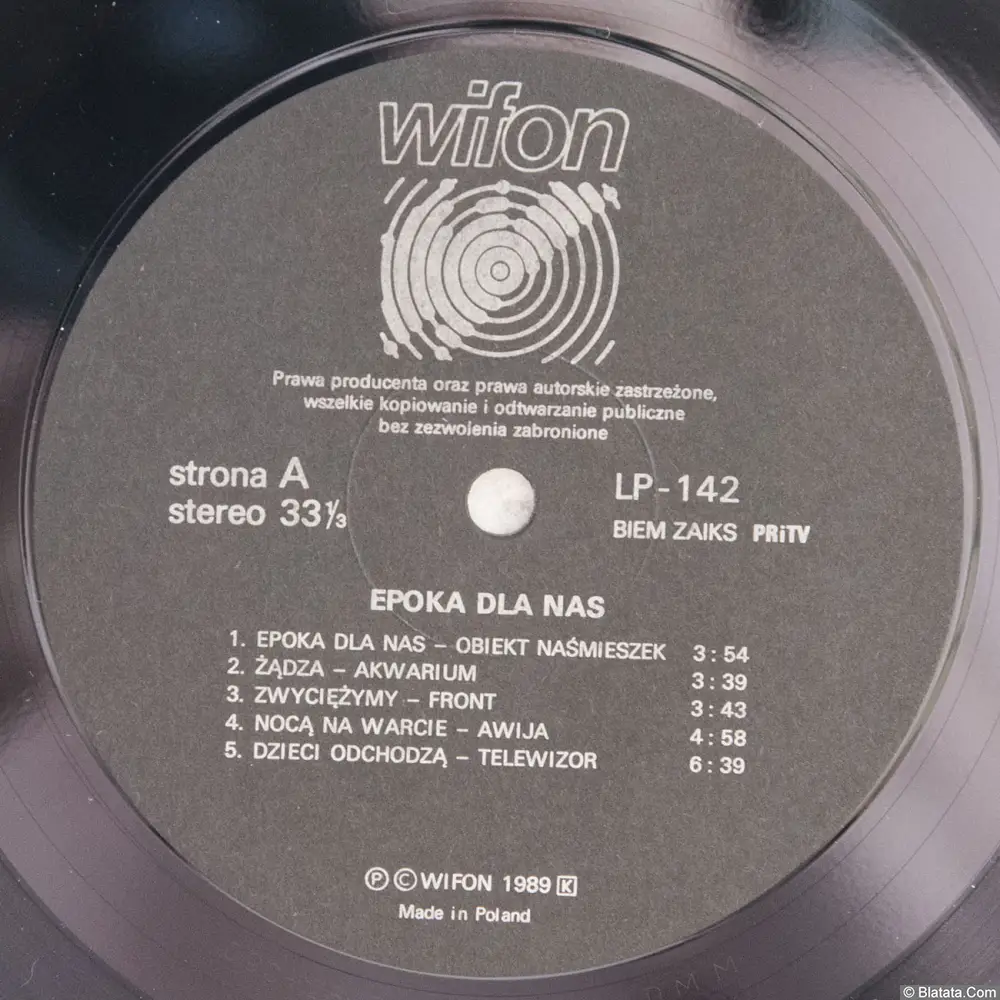 wifon
Prawa producenta oraz prawa autorskie zastrzeżone,
wszelkie kopiowanie i odtwarzanie publiczne
bez zezwolenia zabronione
strona A
stereo 33 1/3
LP-142
BIEM ZAIKS PRiTV
EPOKA DLA NAS
1. EPOKA DLA NAS – OBIEKT NAŚMIESZEK 3:54
2. ŻĄDZA – AKWARIUM 3:39
3. ZWYCIĘŻYMY – FRONT 3:43
4. NOCĄ NA WARCIE – AWIJA 4:58
5. DZIECI ODCHODZĄ – TELEWIZOR 6:39
Ⓟ © WIFON 1989 K
Made in Poland
DMM
© Blatata.Com